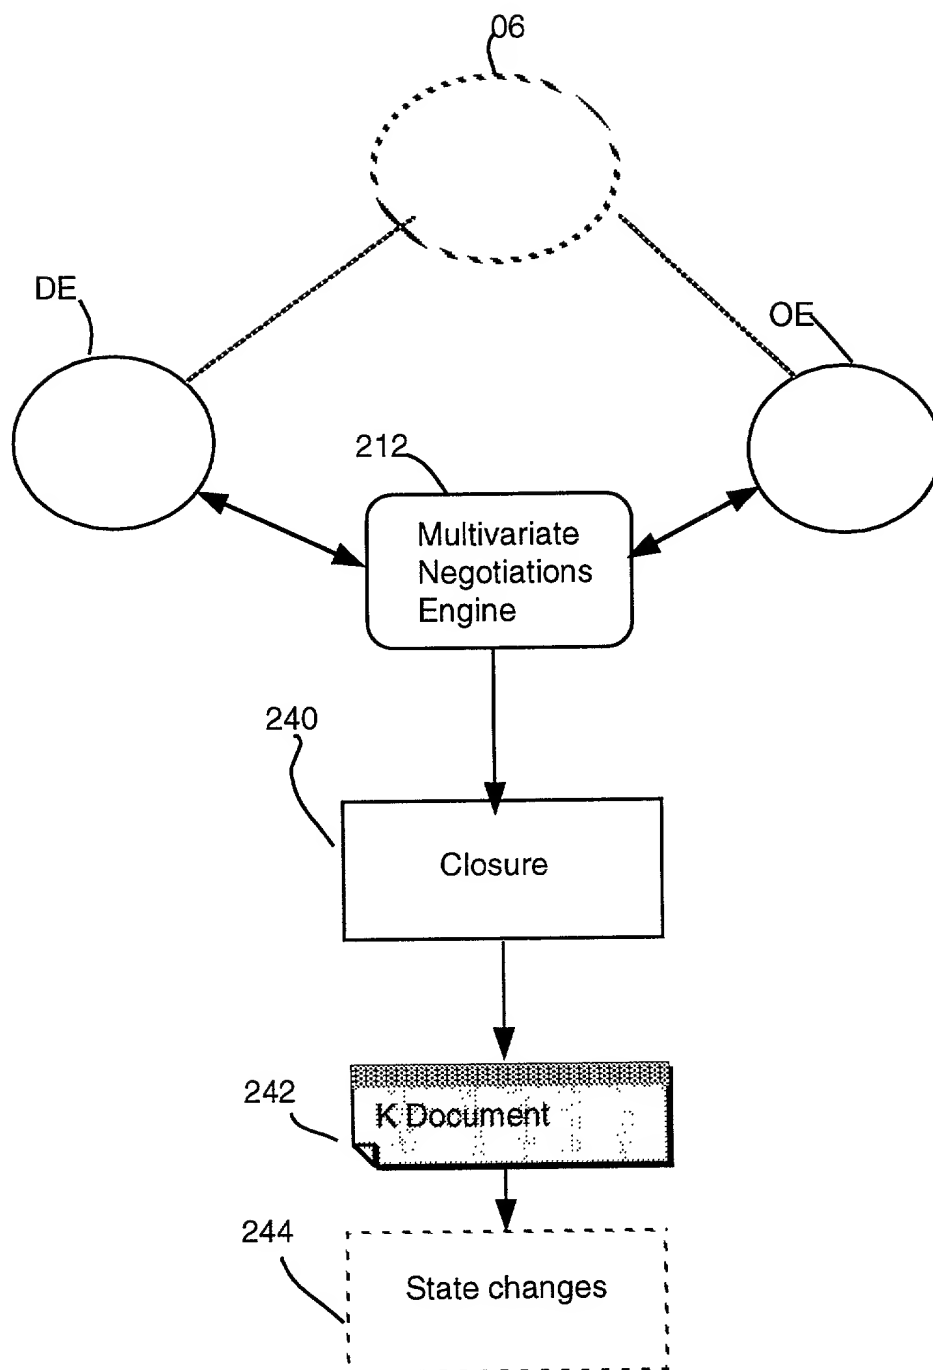 06
DE
OE
212
Multivariate
Negotiations
Engine
240
Closure
242
K Document
244
State changes